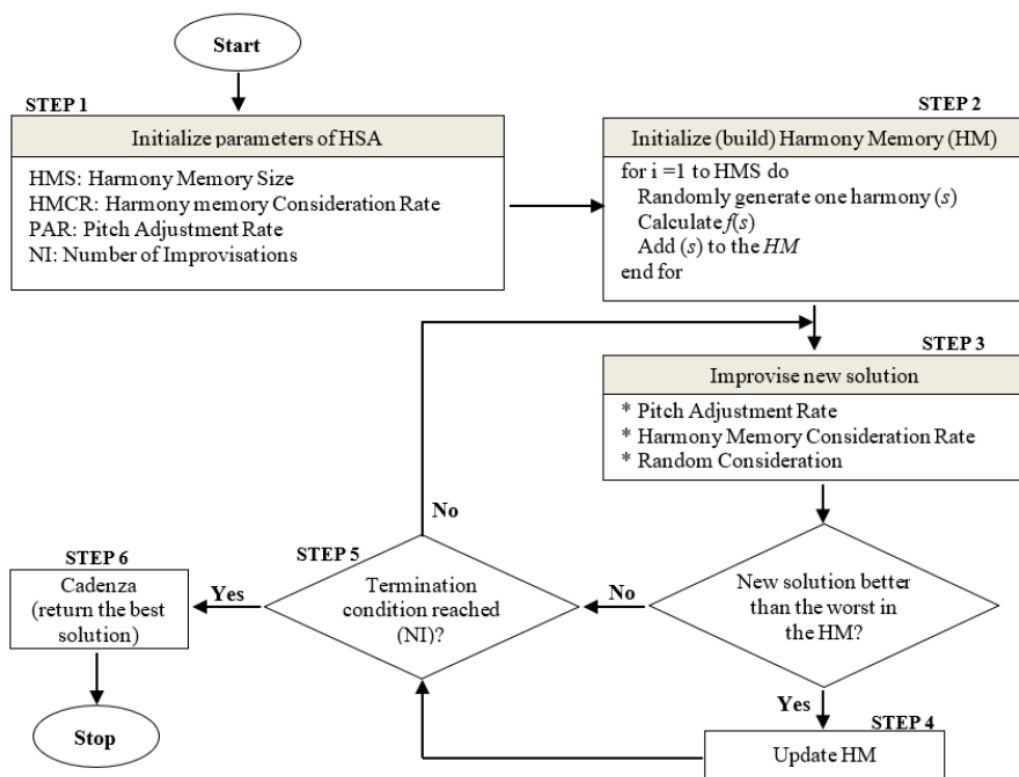 Start
STEP 1
Initialize parameters of HSA
HMS: Harmony Memory Size
HMCR: Harmony memory Consideration Rate
PAR: Pitch Adjustment Rate
NI: Number of Improvisations
STEP 2
Initialize (build) Harmony Memory (HM)
for i =1 to HMS do
Randomly generate one harmony (s)
Calculate f(s)
Add (s) to the HM
end for
STEP 3
Improvise new solution
* Pitch Adjustment Rate
* Harmony Memory Consideration Rate
* Random Consideration
New solution better
than the worst in
the HM?
No
Yes
STEP 4
Update HM
STEP 5
Termination
condition reached
(NI)?
No
Yes
STEP 6
Cadenza
(return the best
solution)
Stop